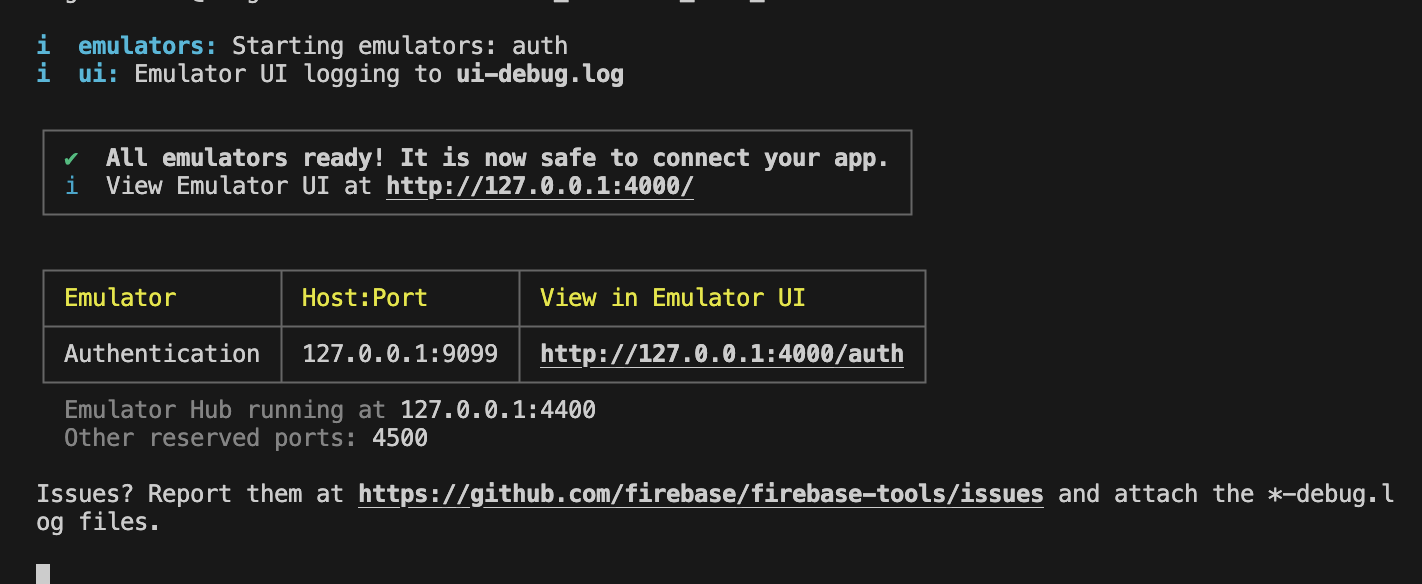 i  emulators: Starting emulators: auth
i  ui: Emulator UI logging to ui-debug.log
✔  All emulators ready! It is now safe to connect your app.
i  View Emulator UI at http://127.0.0.1:4000/
Emulator Host:Port View in Emulator UI
Authentication 127.0.0.1:9099 http://127.0.0.1:4000/auth
Emulator Hub running at 127.0.0.1:4400
Other reserved ports: 4500
Issues? Report them at https://github.com/firebase/firebase-tools/issues and attach the *-debug.l
og files.